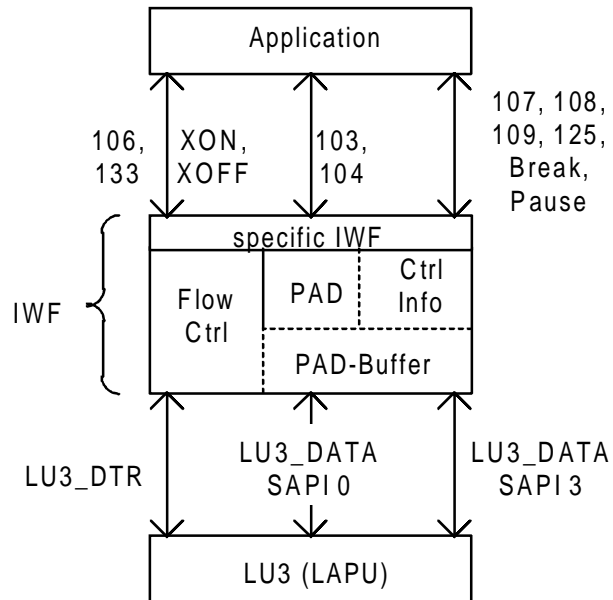 Application
106,
133
XON,
XOFF
103,
104
107, 108,
109, 125,
Break,
Pause
IWF
specific IWF
Flow
Ctrl
PAD
Ctrl
Info
PAD-Buffer
LU3_DTR
LU3_DATA
SAPI 0
LU3_DATA
SAPI 3
LU3 (LAPU)